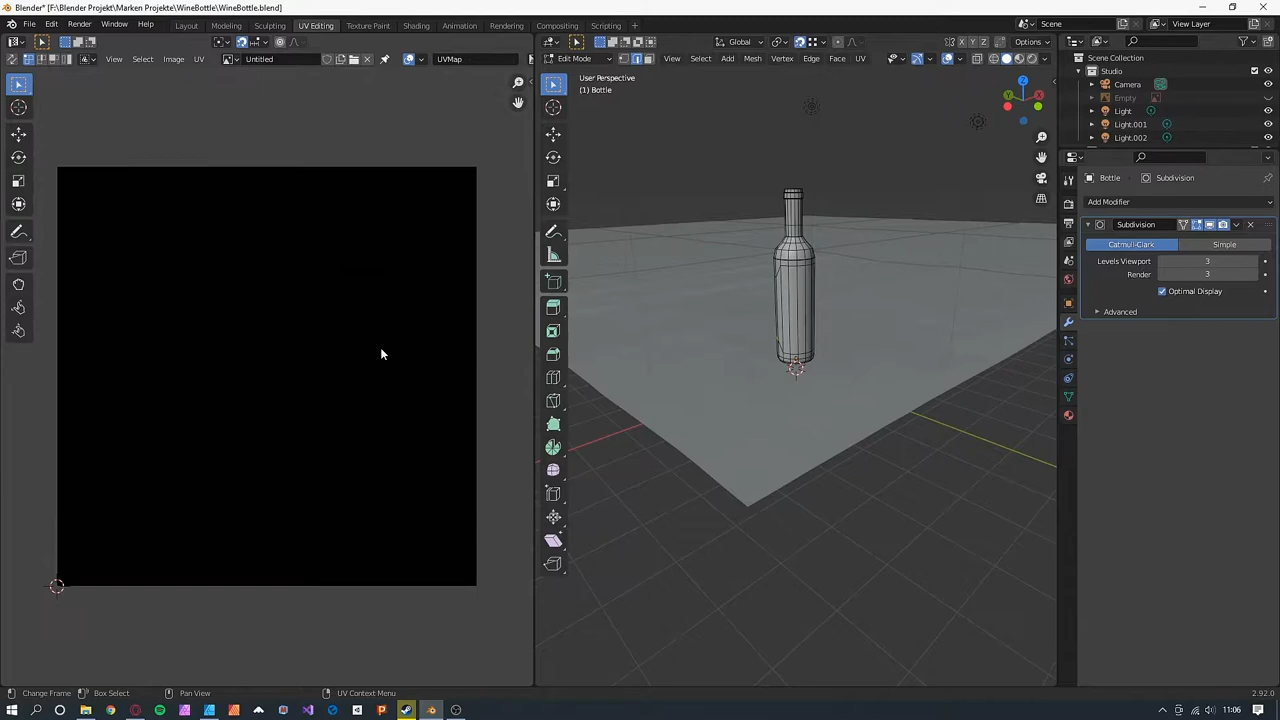 Blender* [F:\Blender Projekt\Marken Projekts\WineBottle\WineBottle.blend]
File Edit Render Window Help Layout Modeling Sculpting UV Editing Texture Paint Shading Animation Rendering Compositing Scripting + Scene View Layer
Global Options
View Select Image UV Untitled UVMap Edit Mode View Select Add Mesh Vertex Edge Face UV
X Y Z
User Perspective
(1) Bottle
Z
Y
X
Scene Collection
Studio
Camera
Empty
Light
Light.001
Light.002
Bottle Subdivision
Add Modifier
Subdivision
Catmull-Clark Simple
Levels Viewport 3
Render 3
Optimal Display
Advanced
Change Frame Box Select Pan View UV Context Menu 2.92.0
11:06